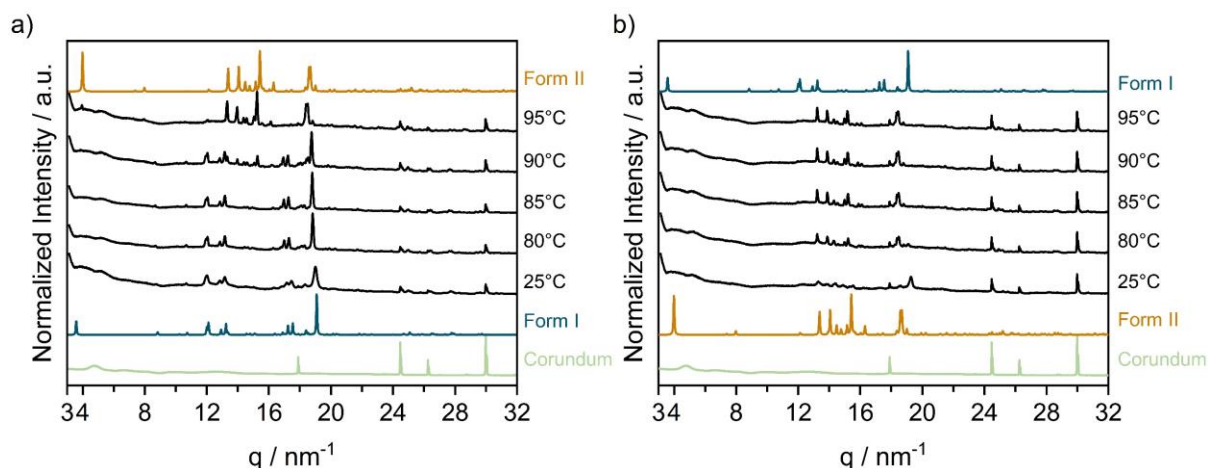 a)
Normalized Intensity / a.u.
Form II
95°C
90°C
85°C
80°C
25°C
Form I
Corundum
3 4 8 12 16 20 24 28 32
q / nm⁻¹
b)
Normalized Intensity / a.u.
Form I
95°C
90°C
85°C
80°C
25°C
Form II
Corundum
3 4 8 12 16 20 24 28 32
q / nm⁻¹